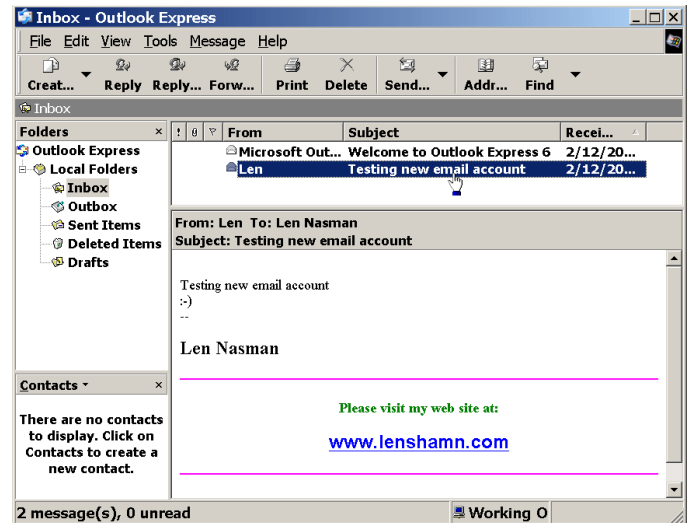 Inbox - Outlook Express
File Edit View Tools Message Help
Creat... Reply Reply... Forw... Print Delete Send... Addr... Find
Inbox
Folders ×
Outlook Express
Local Folders
Inbox
Outbox
Sent Items
Deleted Items
Drafts
! From Subject Recei...
Microsoft Out... Welcome to Outlook Express 6 2/12/20...
Len Testing new email account 2/12/20...
From: Len To: Len Nasman
Subject: Testing new email account
Testing new email account
:-)
--
Len Nasman
Please visit my web site at:
www.lenshamn.com
Contacts ×
There are no contacts
to display. Click on
Contacts to create a
new contact.
2 message(s), 0 unread Working O